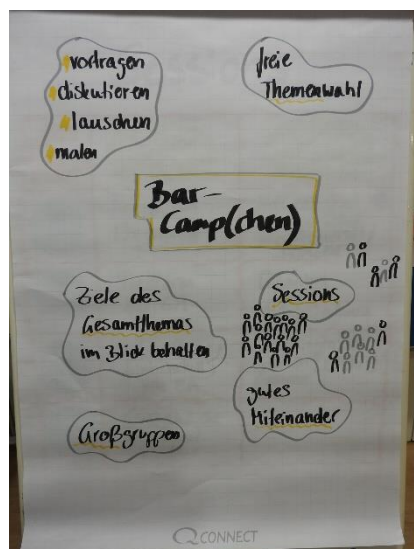 vortragen
diskutieren
lauschen
malen
freie
Themenwahl
Bar-
Camp(chen)
Ziele des
Gesamtthemas
im Blick behalten
Sessions
gutes
Miteinander
Großgruppen
Q CONNECT